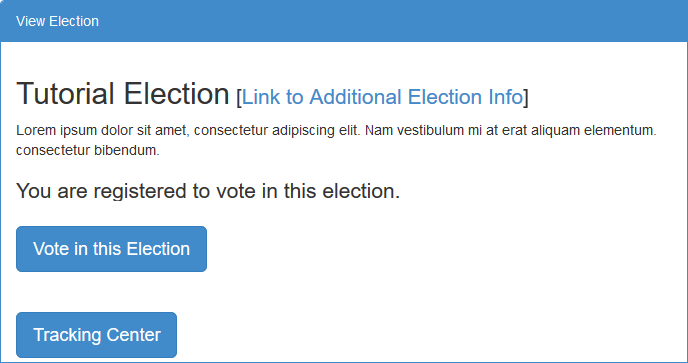 View Election
Tutorial Election [Link to Additional Election Info]
Lorem ipsum dolor sit amet, consectetur adipiscing elit. Nam vestibulum mi at erat aliquam elementum.
consectetur bibendum.
You are registered to vote in this election.
Vote in this Election
Tracking Center